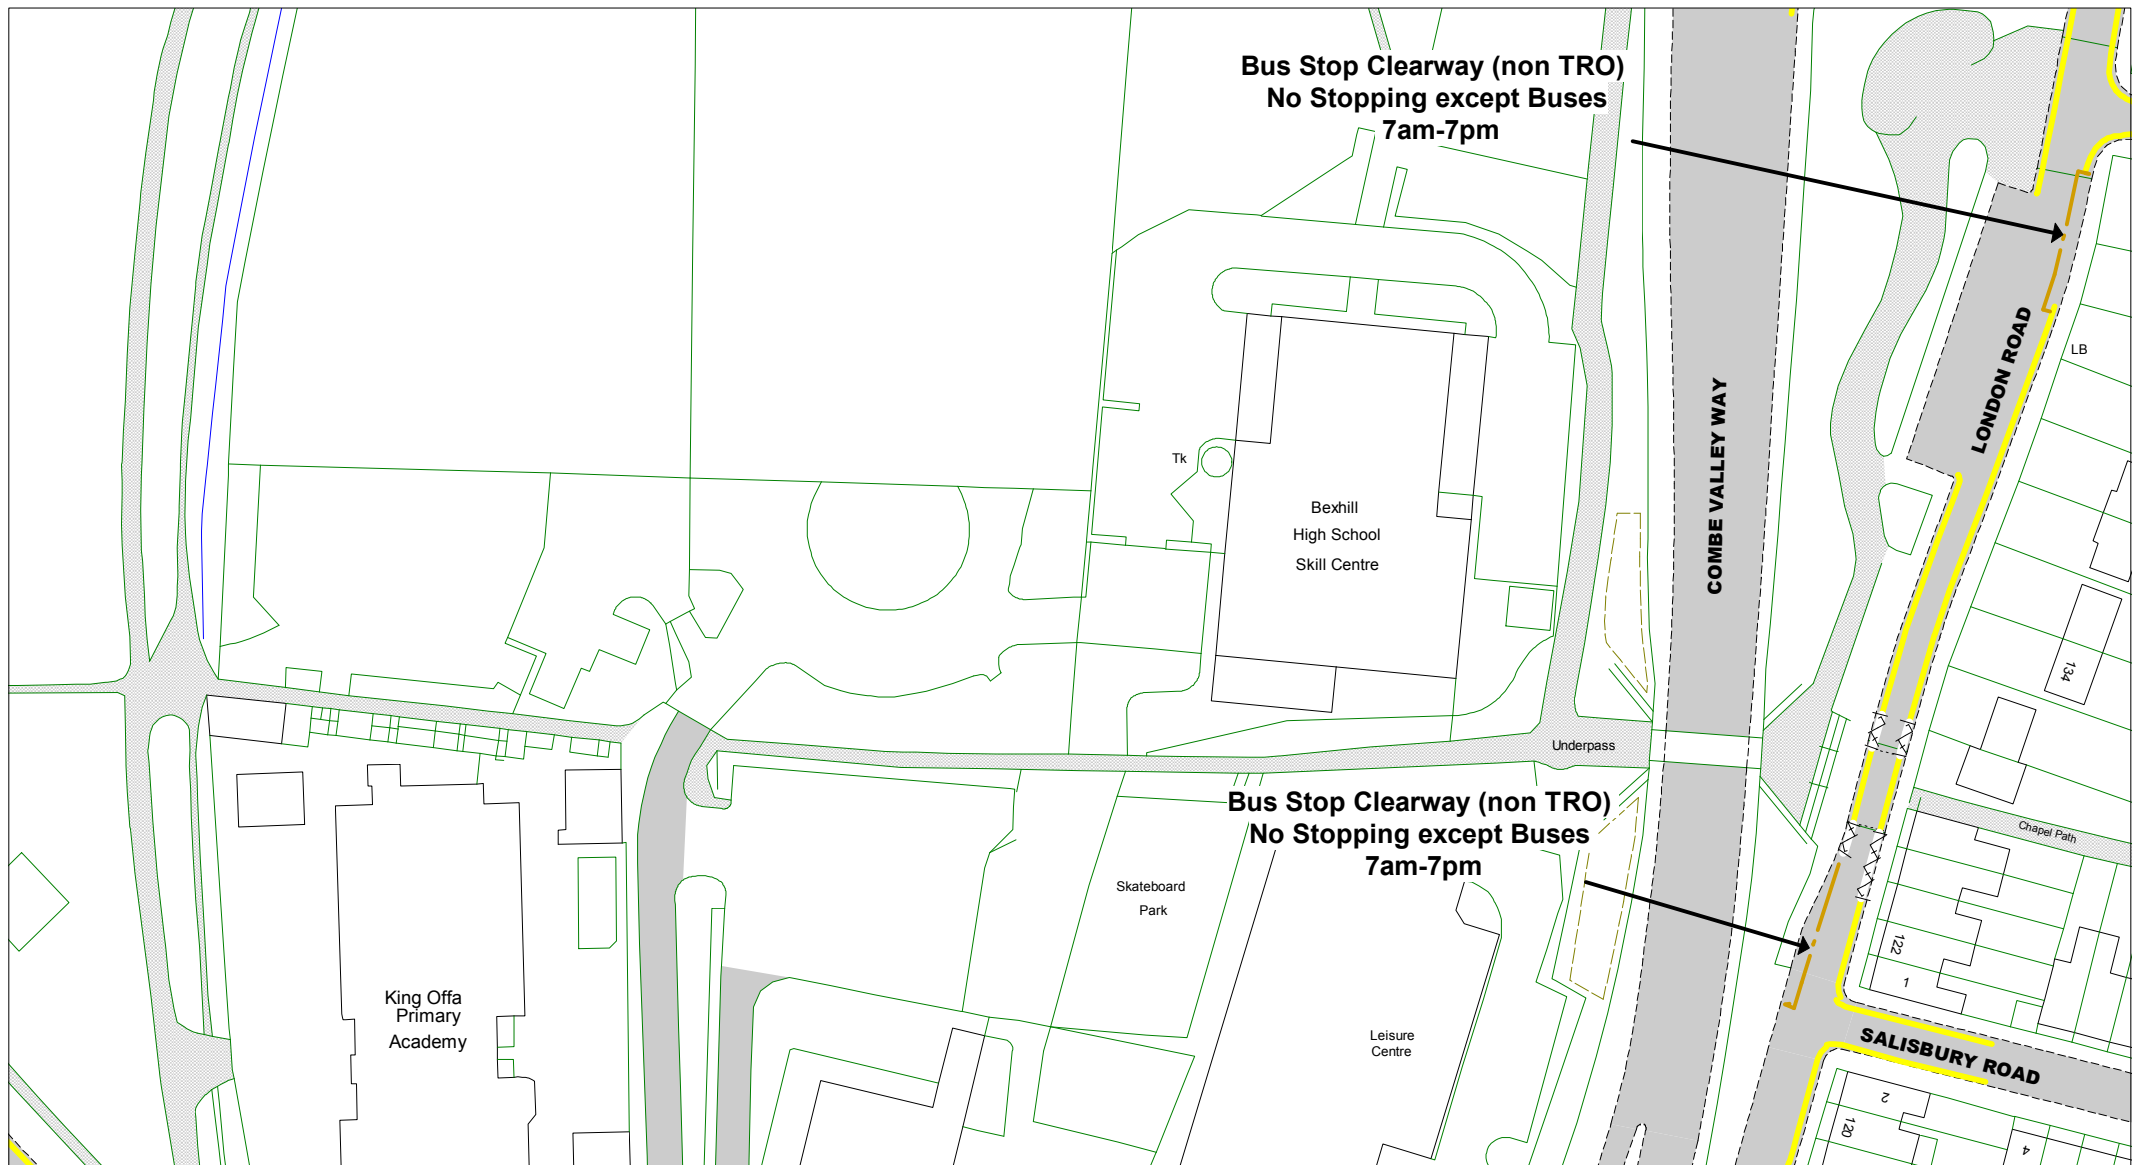 Bus Stop Clearway (non TRO)
No Stopping except Buses
7am-7pm
LONDON ROAD
LB
COMBE VALLEY WAY
Tk
Bexhill
High School
Skill Centre
134
Underpass
Bus Stop Clearway (non TRO)
No Stopping except Buses
7am-7pm
Chapel Path
Skateboard
Park
122
1
King Offa
Primary
Academy
Leisure
Centre
SALISBURY ROAD
2
120
4